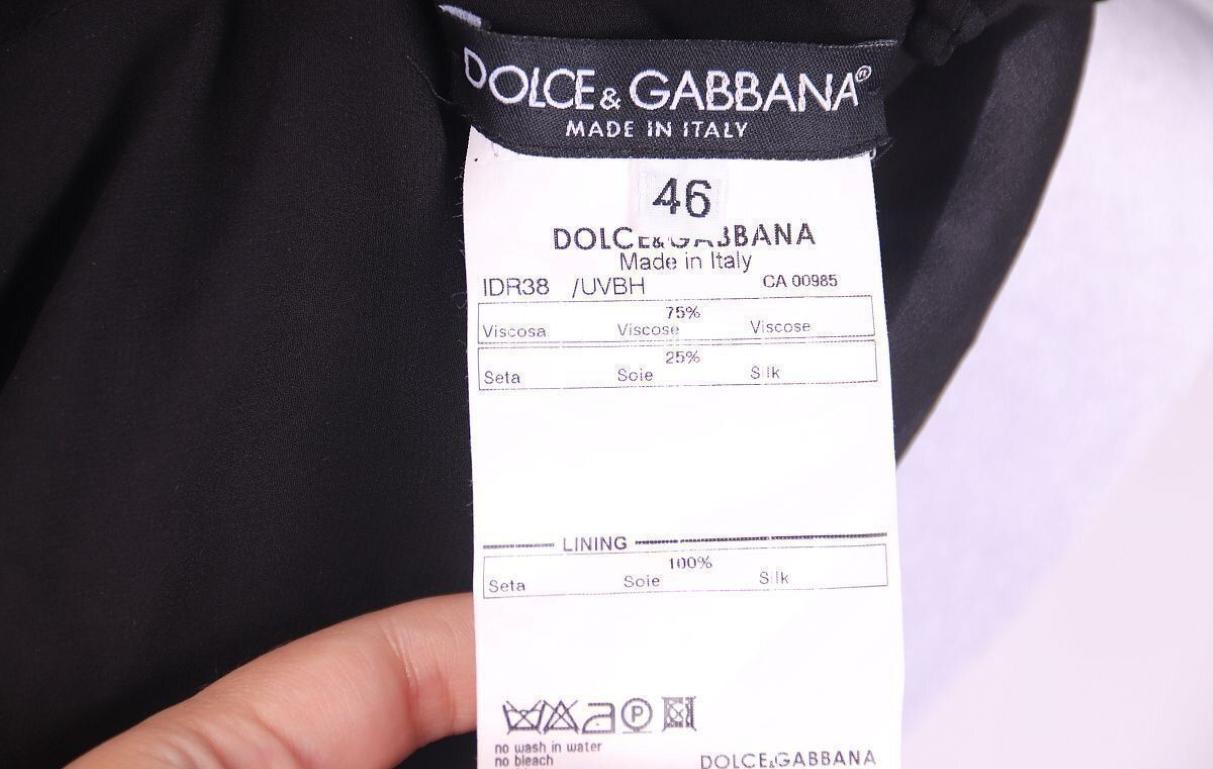 DOLCE & GABBANA®
MADE IN ITALY
46
DOLCE&GABBANA
Made in Italy
IDR38 /UVBH CA 00985
75%
Viscosa Viscose Viscose
25%
Seta Soie Silk
LINING
100%
Seta Soie Silk
P
no wash in water
no bleach
DOLCE&GABBANA